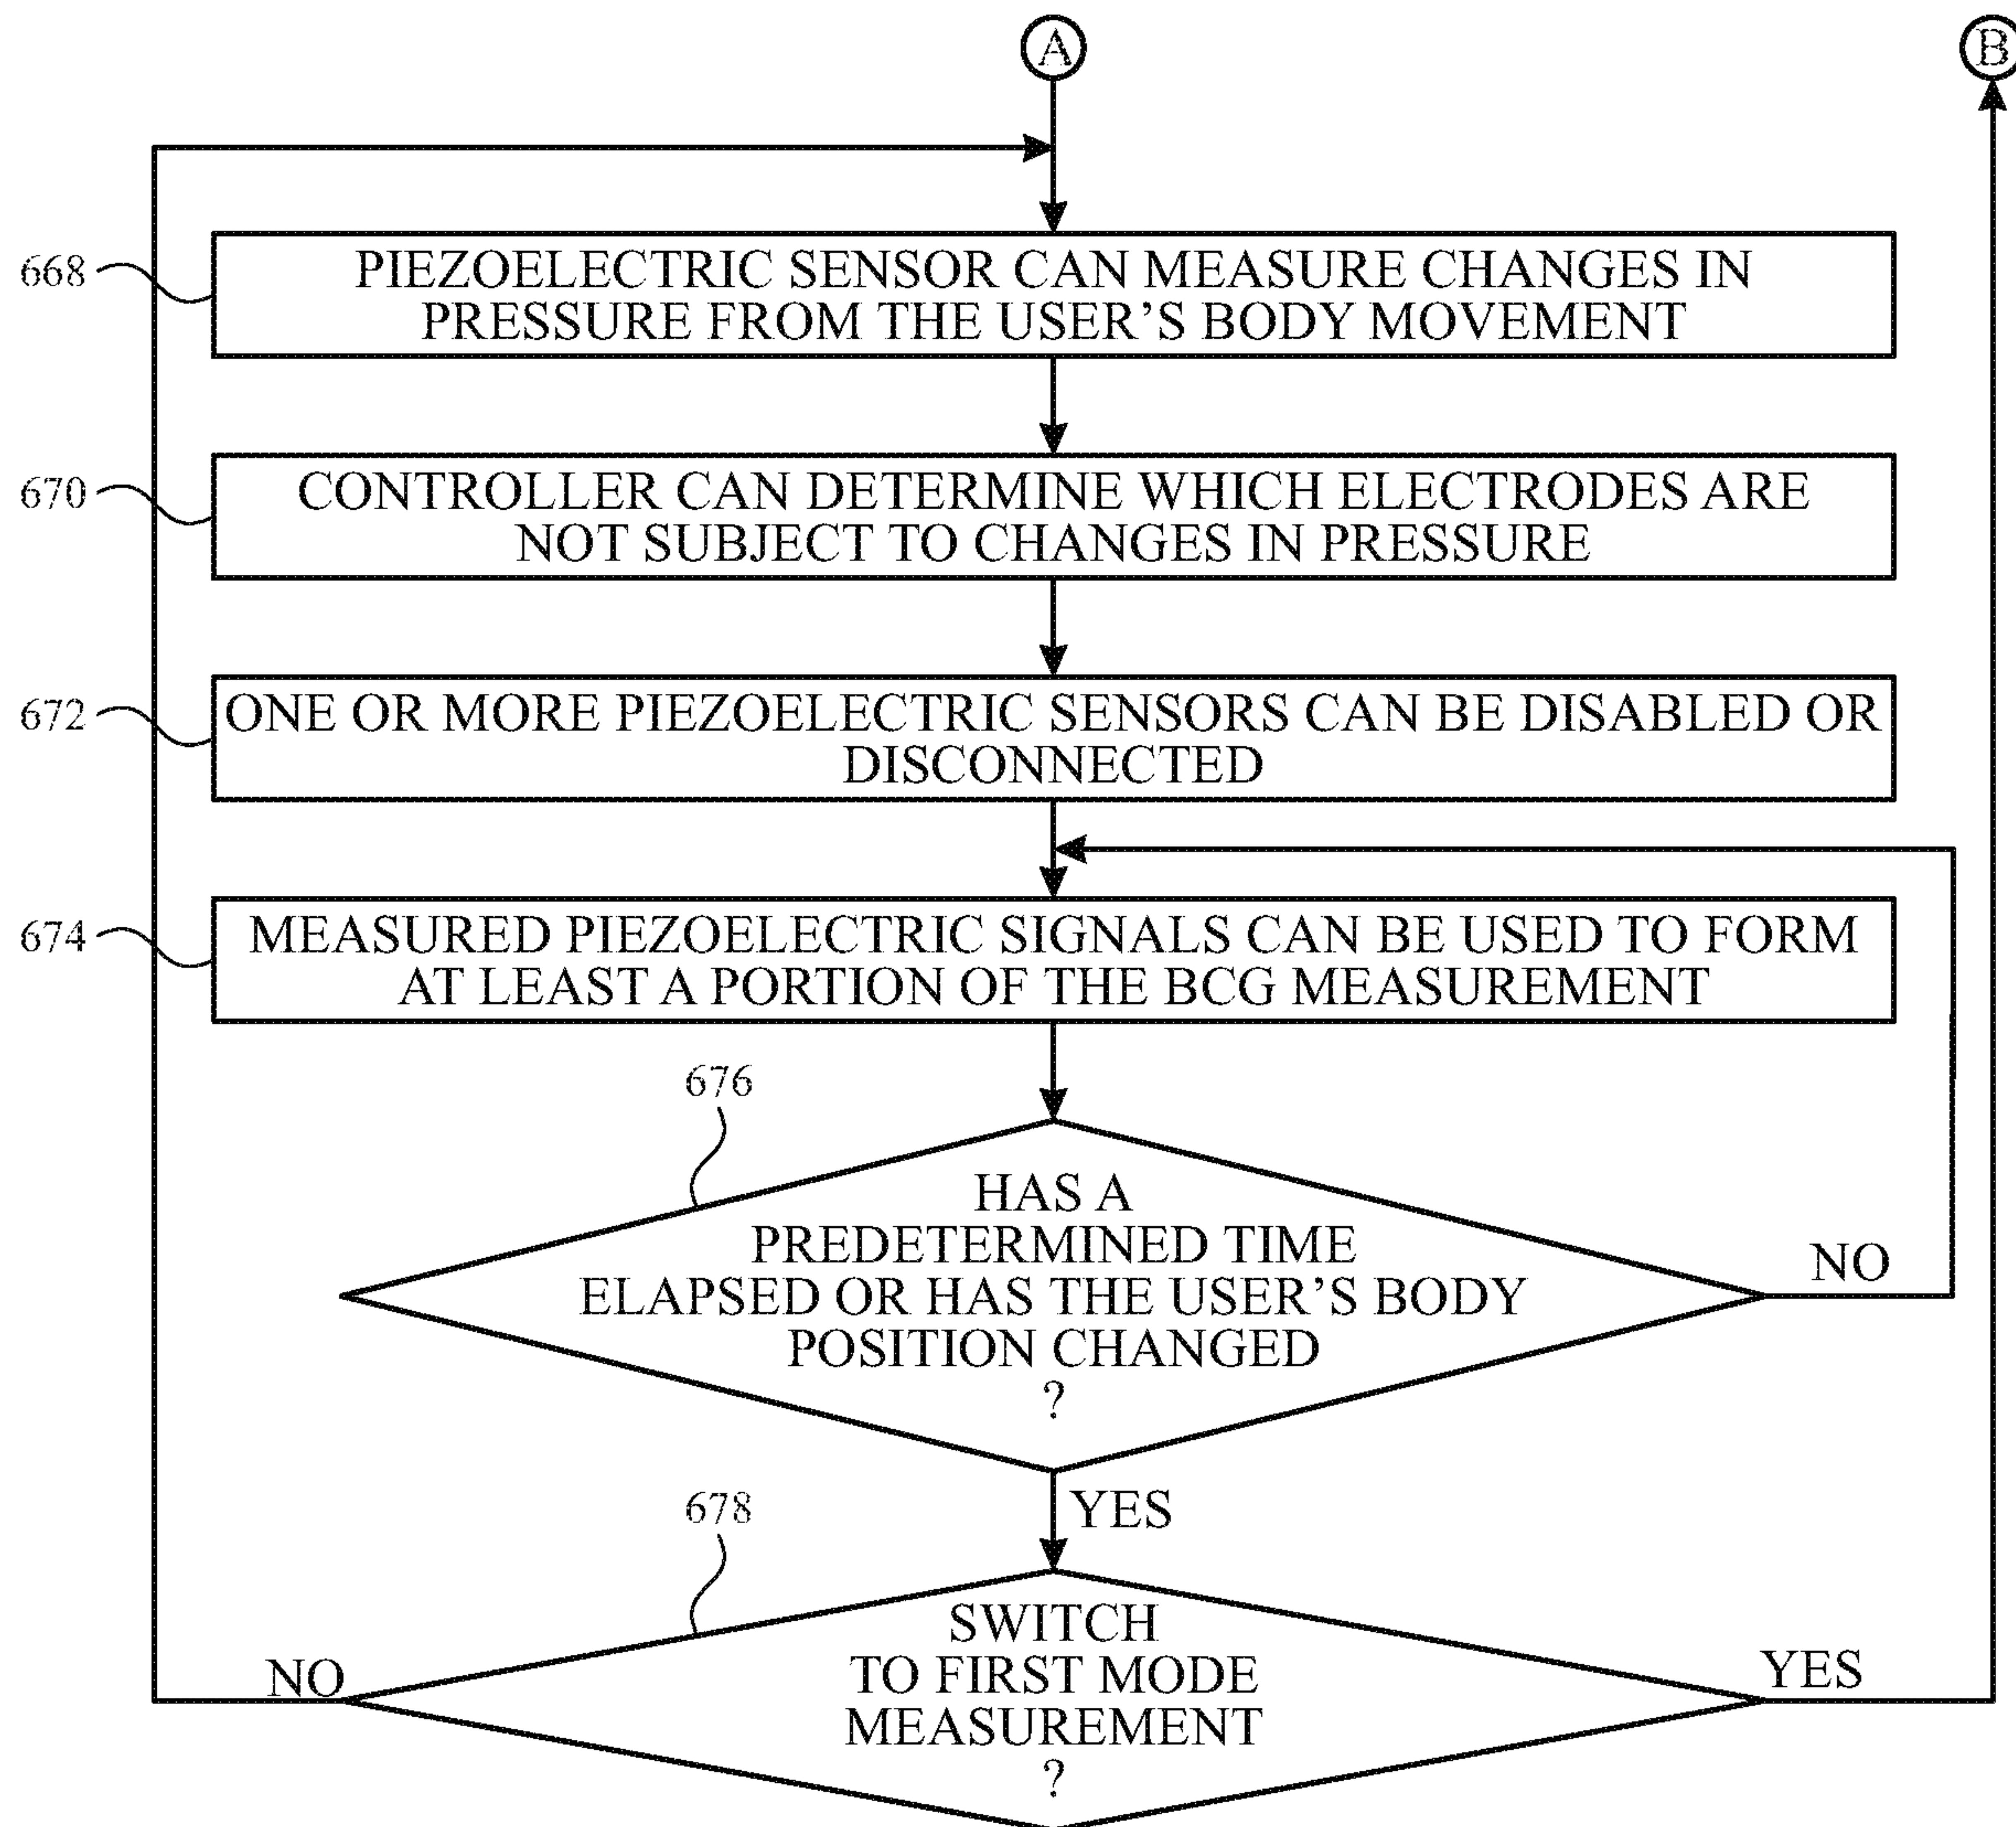 A
B
668
PIEZOELECTRIC SENSOR CAN MEASURE CHANGES IN
PRESSURE FROM THE USER’S BODY MOVEMENT
670
CONTROLLER CAN DETERMINE WHICH ELECTRODES ARE
NOT SUBJECT TO CHANGES IN PRESSURE
672
ONE OR MORE PIEZOELECTRIC SENSORS CAN BE DISABLED OR
DISCONNECTED
674
MEASURED PIEZOELECTRIC SIGNALS CAN BE USED TO FORM
AT LEAST A PORTION OF THE BCG MEASUREMENT
676
HAS A
PREDETERMINED TIME
ELAPSED OR HAS THE USER’S BODY
POSITION CHANGED
?
NO
YES
678
SWITCH
TO FIRST MODE
MEASUREMENT
?
NO
YES